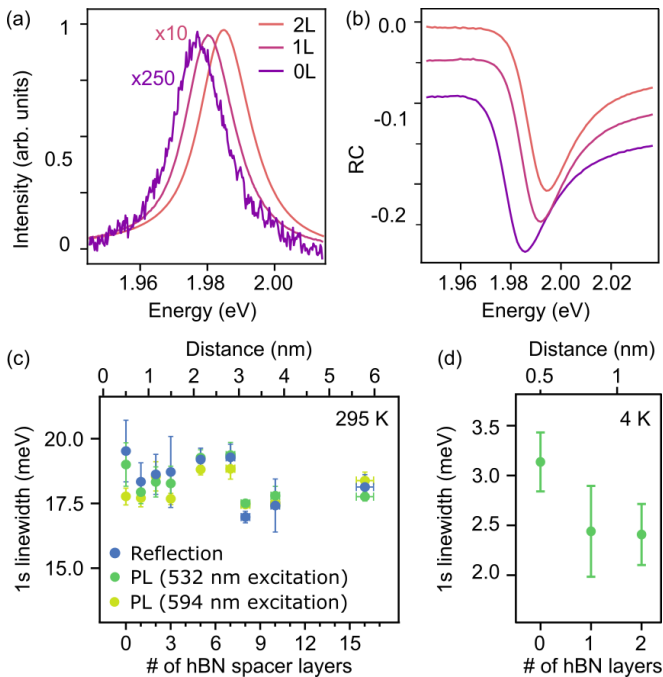 (a)
Intensity (arb. units)
1
0.5
0
x10
x250
2L
1L
0L
1.96
1.98
2.00
Energy (eV)
(b)
RC
0.0
-0.1
-0.2
1.96
1.98
2.00
2.02
Energy (eV)
(c)
Distance (nm)
0 1 2 3 4 5 6
295 K
1s linewidth (meV)
20.0
17.5
15.0
Reflection
PL (532 nm excitation)
PL (594 nm excitation)
0 3 6 9 12 15
# of hBN spacer layers
(d)
Distance (nm)
0.5 1
4 K
1s linewidth (meV)
3.5
3.0
2.5
2.0
0 1 2
# of hBN layers